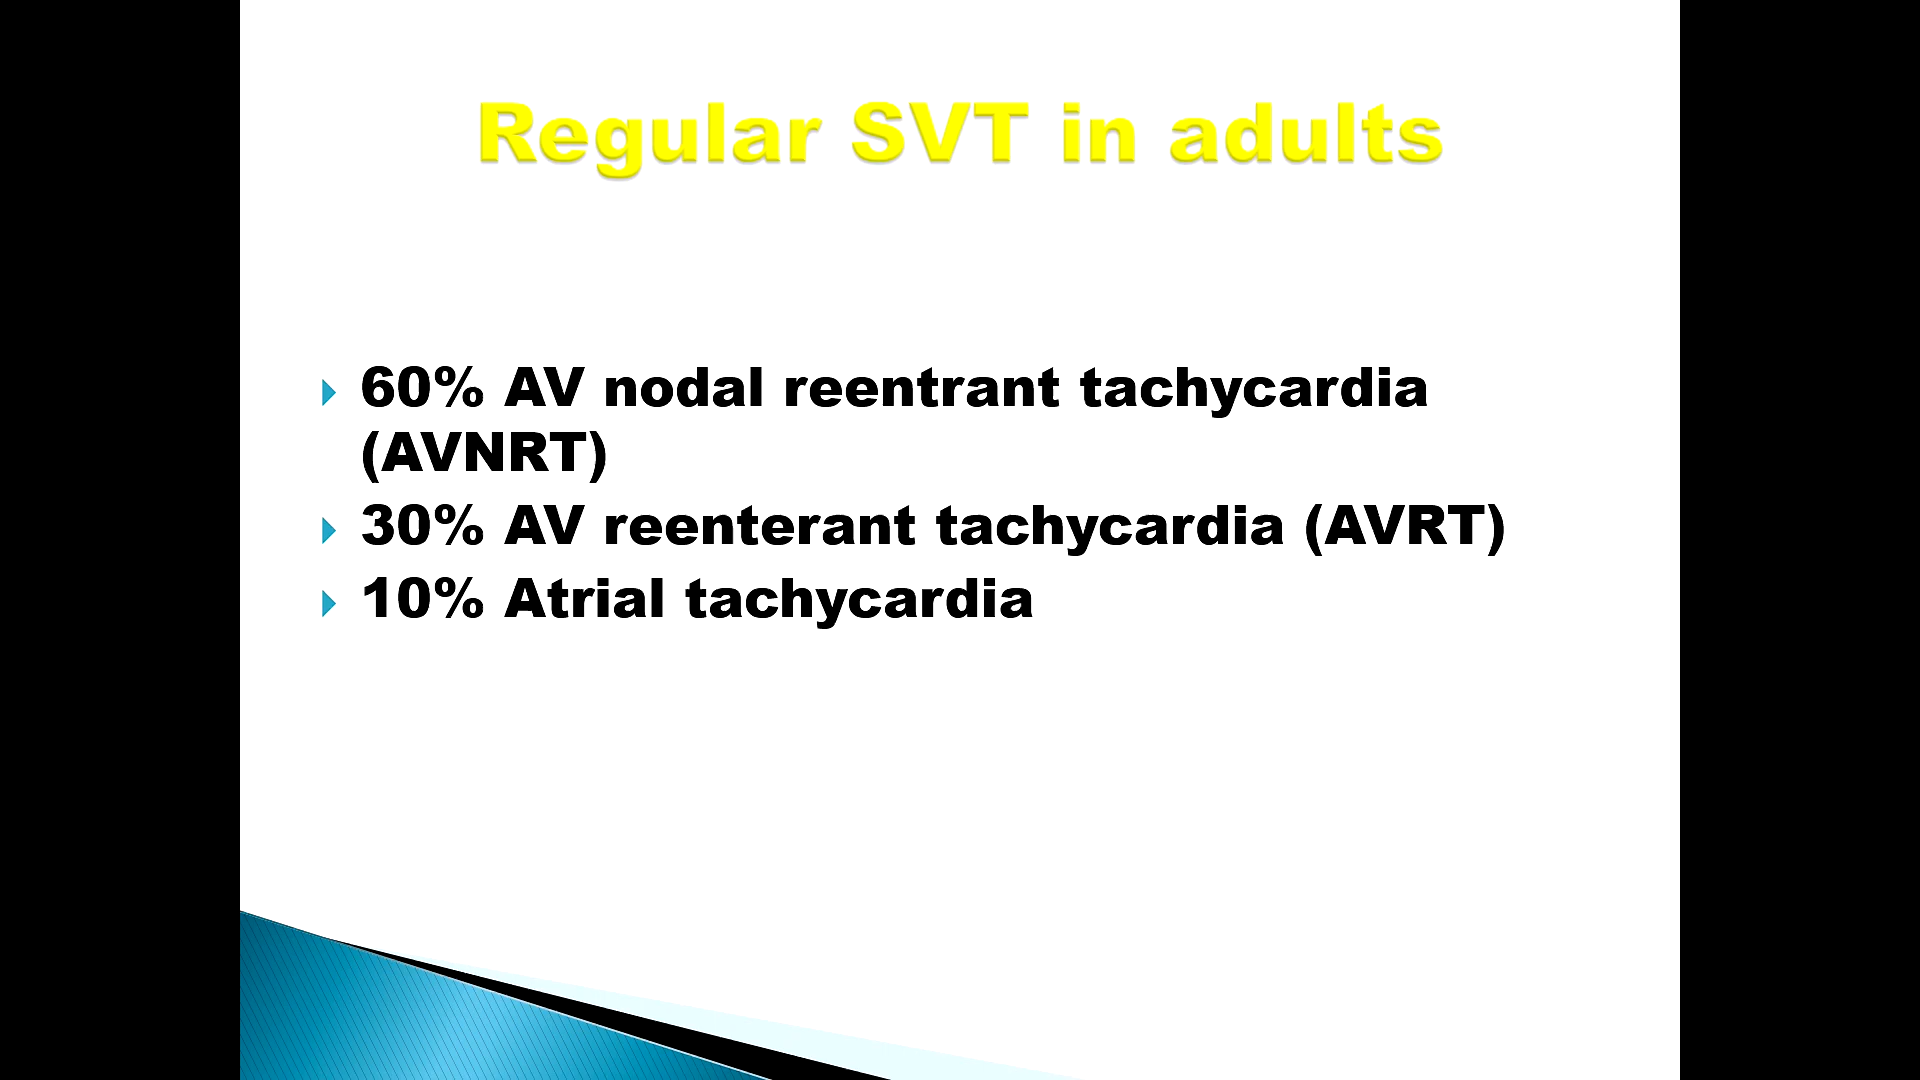 Regular SVT in adults
60% AV nodal reentrant tachycardia
(AVNRT)
30% AV reenterant tachycardia (AVRT)
10% Atrial tachycardia